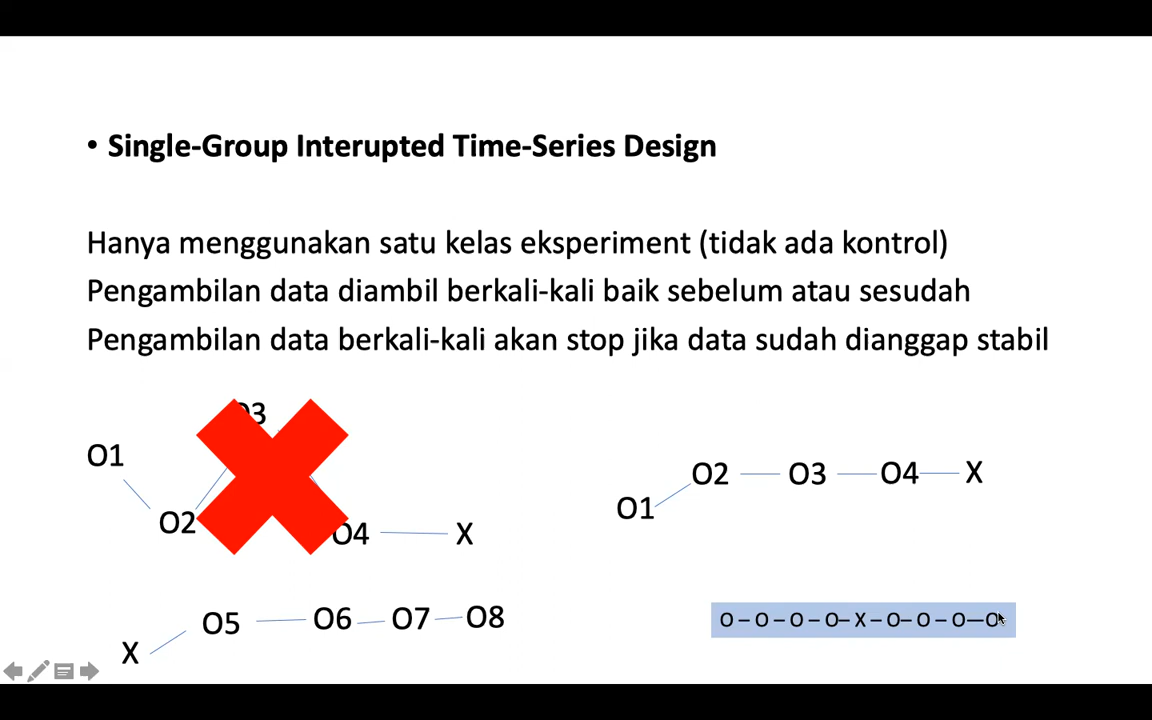 • Single-Group Interupted Time-Series Design
Hanya menggunakan satu kelas eksperiment (tidak ada kontrol)
Pengambilan data diambil berkali-kali baik sebelum atau sesudah
Pengambilan data berkali-kali akan stop jika data sudah dianggap stabil
O3
O1
O2
O4
X
O2
O3
O4
X
O1
O5
O6
O7
O8
X
O – O – O – O– X – O– O – O—O